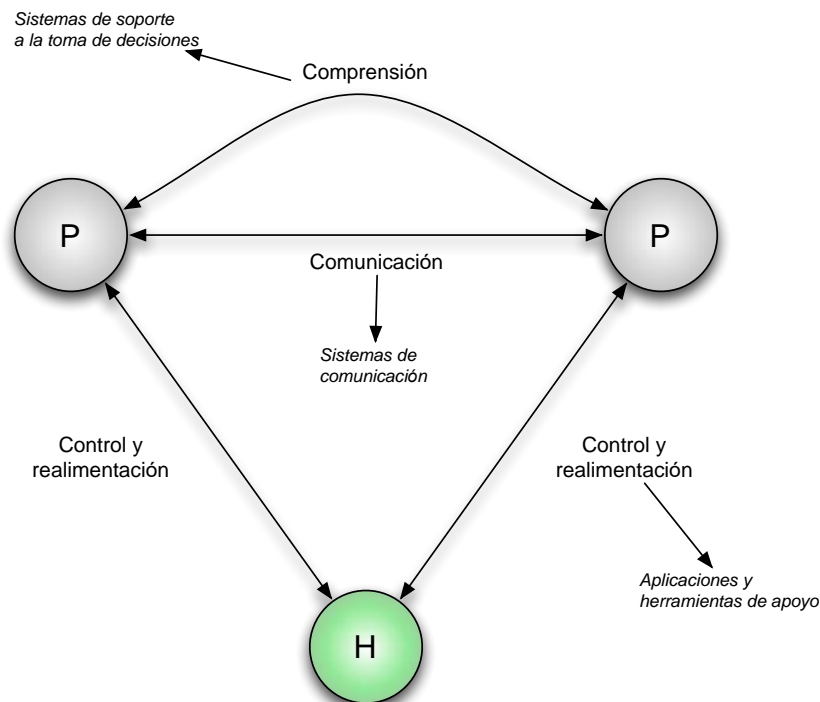 Sistemas de soporte
a la toma de decisiones
Comprensión
P
P
Comunicación
Sistemas de
comunicación
Control y
realimentación
Control y
realimentación
Aplicaciones y
herramientas de apoyo
H